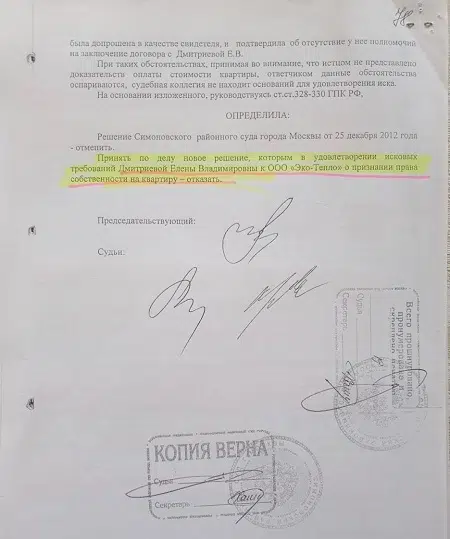 была допрошена в качестве свидетеля, и подтвердила об отсутствие у нее полномочий
на заключение договора с Дмитриевой Е.В.
При таких обстоятельствах, принимая во внимание, что истцом не представлено
доказательств оплаты стоимости квартиры, ответчиком данные обстоятельства
оспариваются, судебная коллегия не находит оснований для удовлетворения иска.
На основании изложенного, руководствуясь ст.ст.328-330 ГПК РФ,
ОПРЕДЕЛИЛА:
Решение Симоновского районного суда города Москвы от 25 декабря 2012 года
- отменить.
Принять по делу новое решение, которым в удовлетворении исковых
требований Дмитриевой Елены Владимировны к ООО «Эко-Тепло» о признании права
собственности на квартиру – отказать.
Председательствующий:
Судьи:
Всего прошнуровано,
пронумеровано и
Судья
Секретарь
КОПИЯ ВЕРНА
Судья
Секретарь